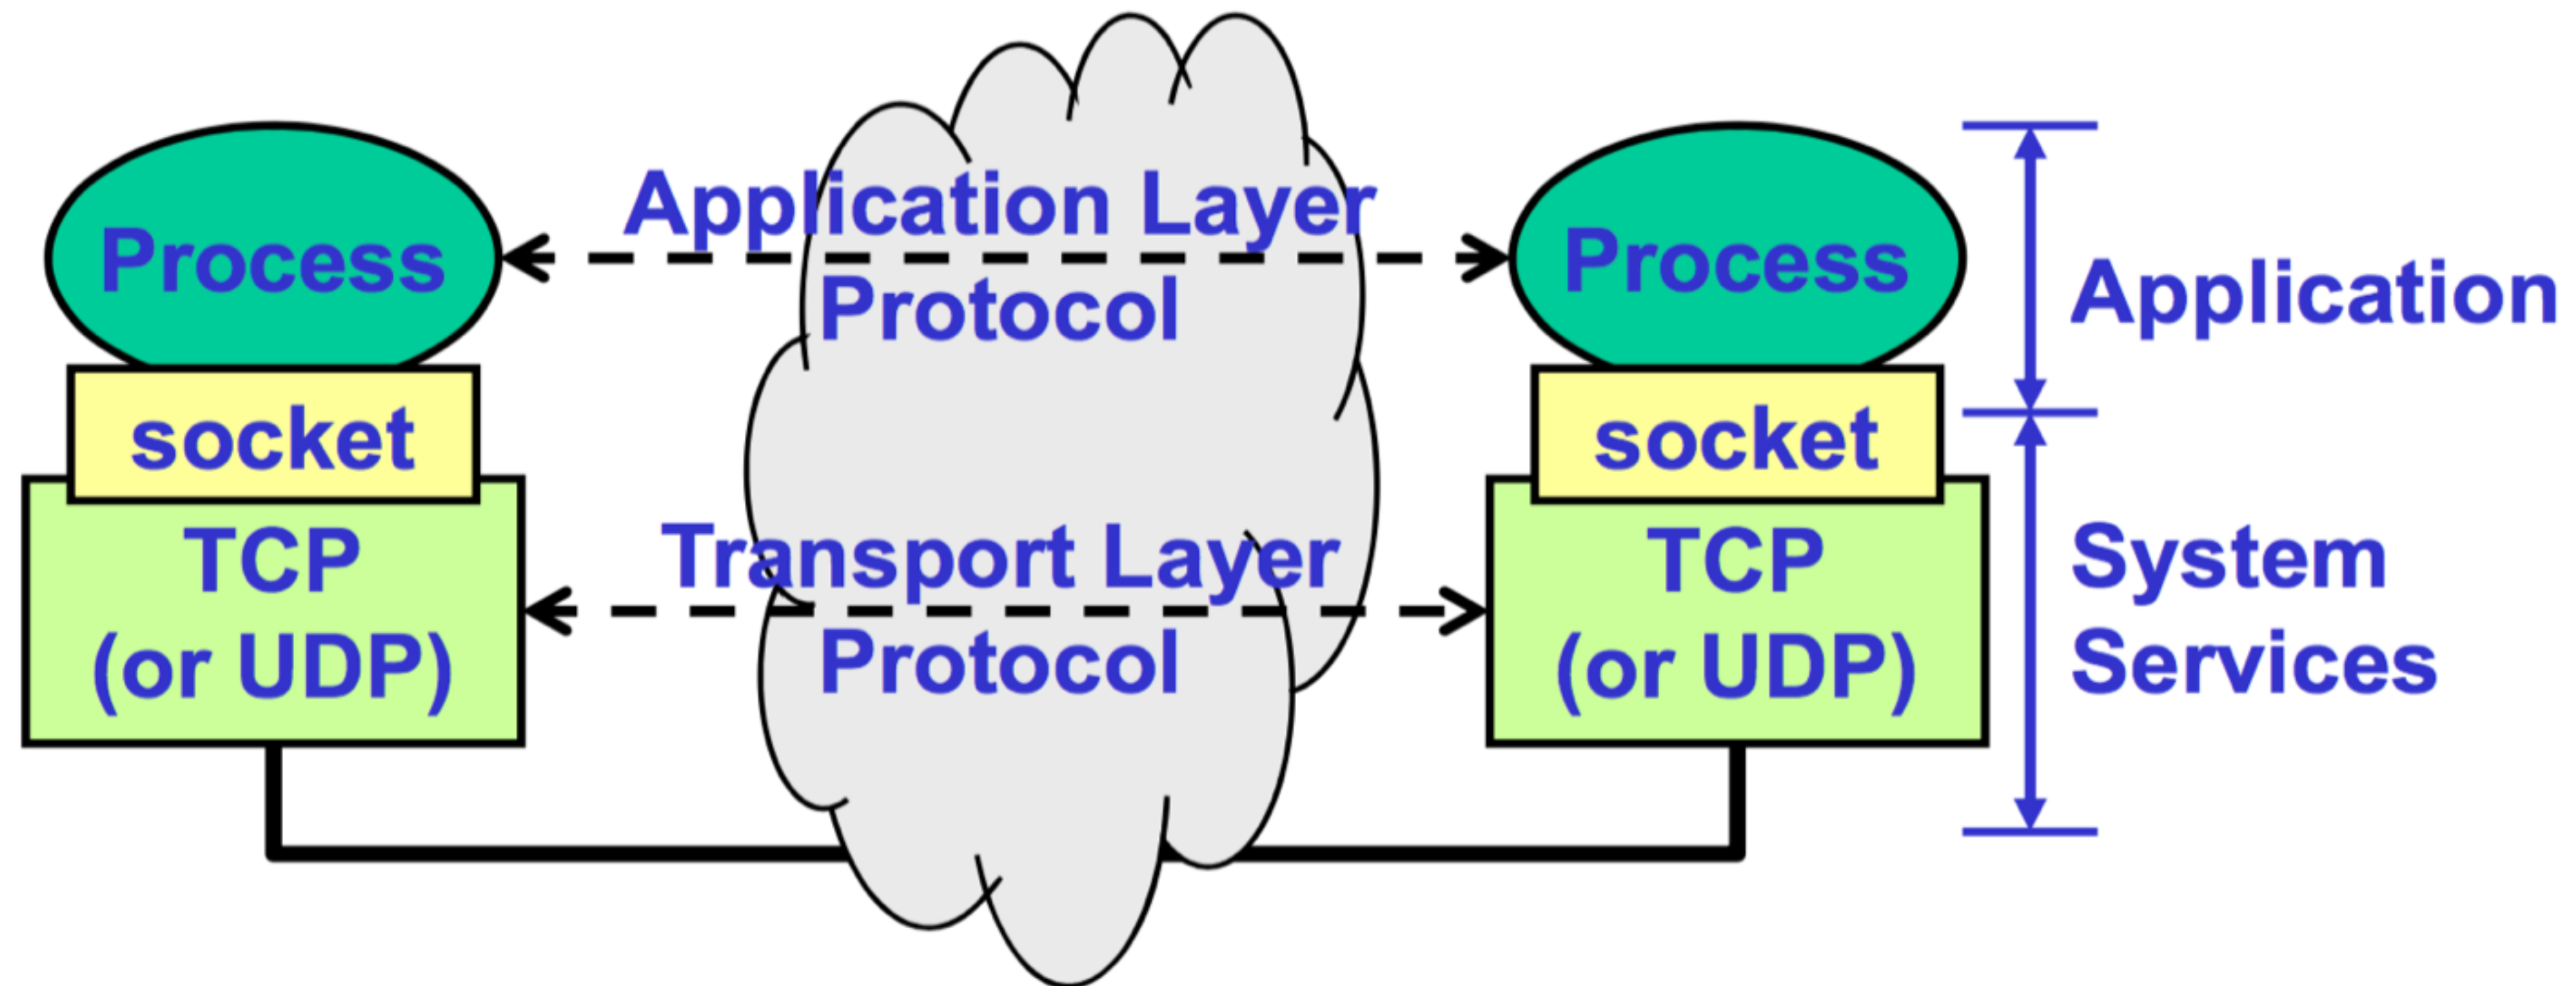 Process
socket
TCP
(or UDP)
Application Layer
Protocol
Transport Layer
Protocol
Process
socket
TCP
(or UDP)
Application
System
Services